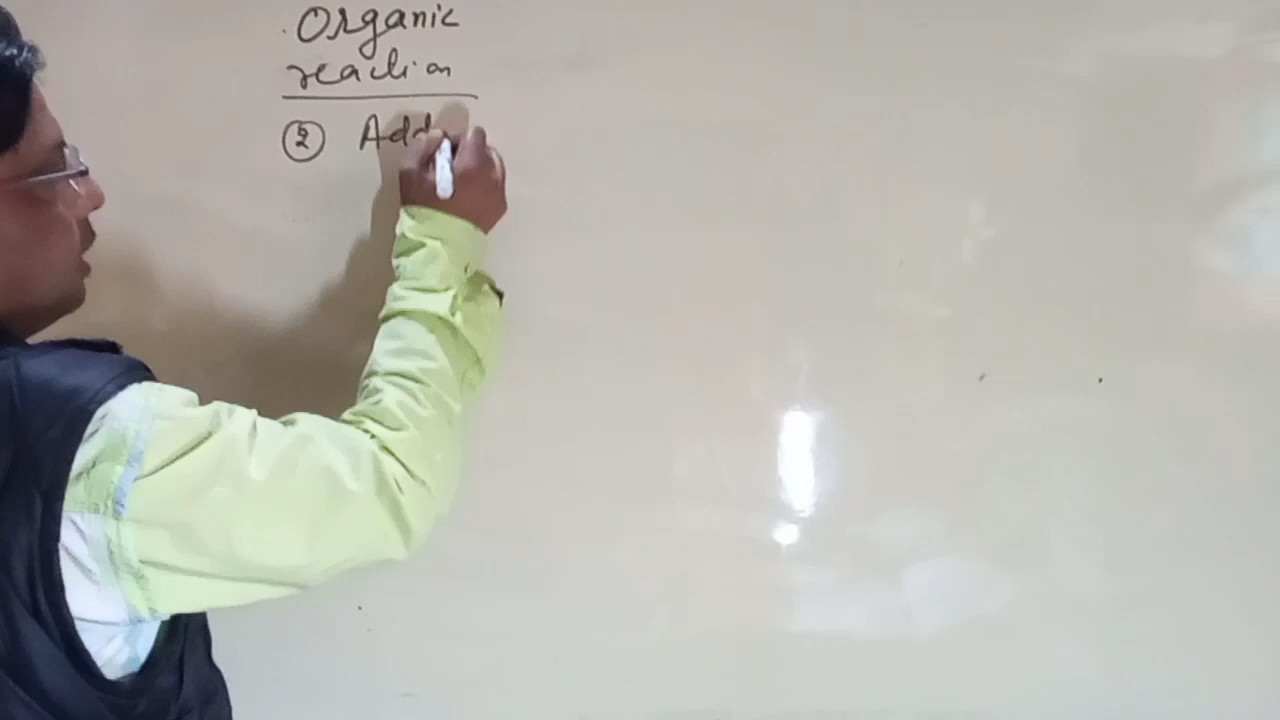 Organic
reaction
② Add